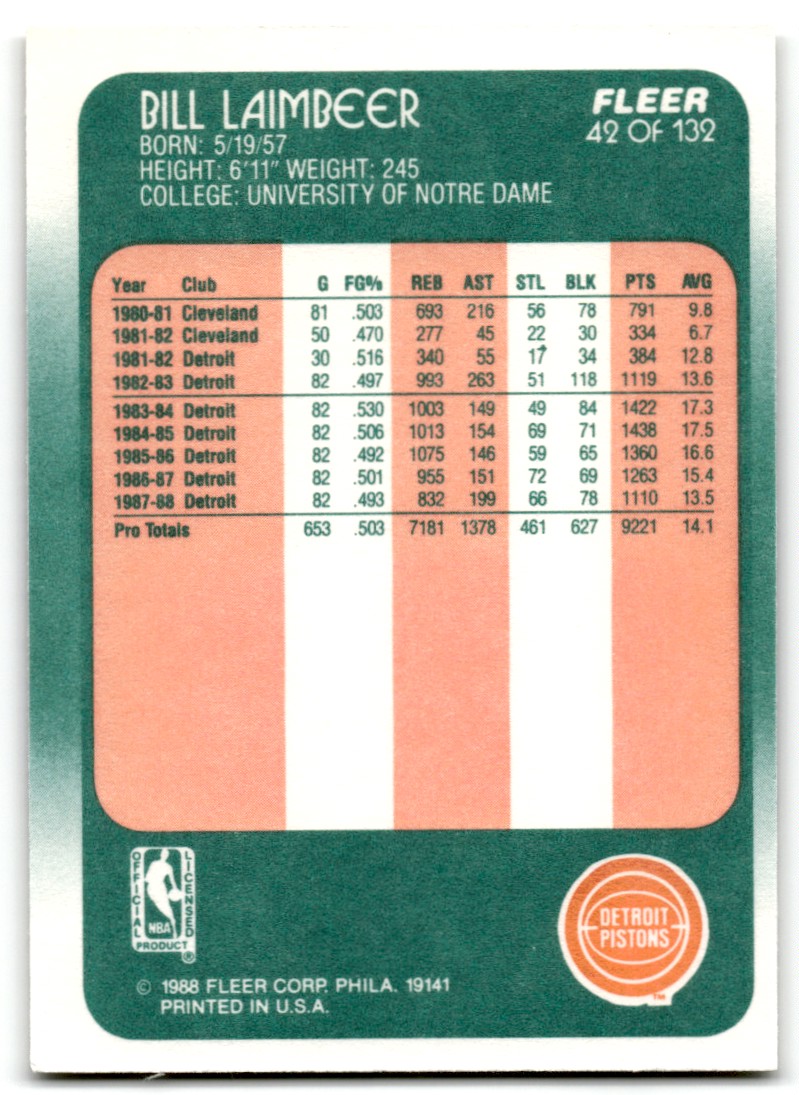 BILL LAIMBEER
FLEER
42 OF 132
BORN: 5/19/57
HEIGHT: 6'11" WEIGHT: 245
COLLEGE: UNIVERSITY OF NOTRE DAME
Year Club G FG% REB AST STL BLK PTS AVG
1980-81 Cleveland 81 .503 693 216 56 78 791 9.8
1981-82 Cleveland 50 .470 277 45 22 30 334 6.7
1981-82 Detroit 30 .516 340 55 17 34 384 12.8
1982-83 Detroit 82 .497 993 263 51 118 1119 13.6
1983-84 Detroit 82 .530 1003 149 49 84 1422 17.3
1984-85 Detroit 82 .506 1013 154 69 71 1438 17.5
1985-86 Detroit 82 .492 1075 146 59 65 1360 16.6
1986-87 Detroit 82 .501 955 151 72 69 1263 15.4
1987-88 Detroit 82 .493 832 199 66 78 1110 13.5
Pro Totals 653 .503 7181 1378 461 627 9221 14.1
OFFICIAL
LICENSED
NBA
PRODUCT
®
DETROIT
PISTONS
™
© 1988 FLEER CORP. PHILA. 19141
PRINTED IN U.S.A.